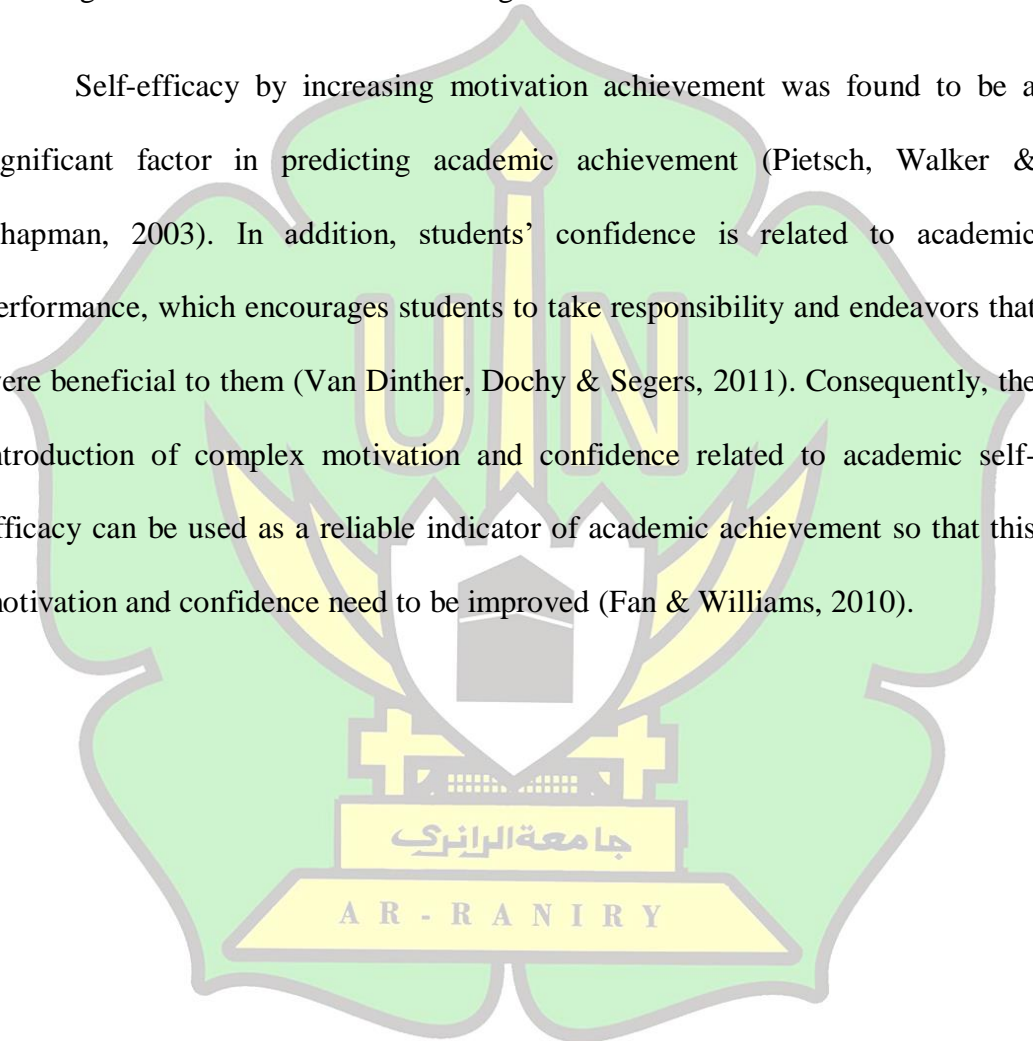 Self-efficacy by increasing motivation achievement was found to be a
ignificant factor in predicting academic achievement (Pietsch, Walker &
hapman, 2003). In addition, students’ confidence is related to academic
erformance, which encourages students to take responsibility and endeavors that
ere beneficial to them (Van Dinther, Dochy & Segers, 2011). Consequently, the
ntroduction of complex motivation and confidence related to academic self-
fficacy can be used as a reliable indicator of academic achievement so that this
otivation and confidence need to be improved (Fan & Williams, 2010).
UIN
جامعةالرانري
AR-RANIRY